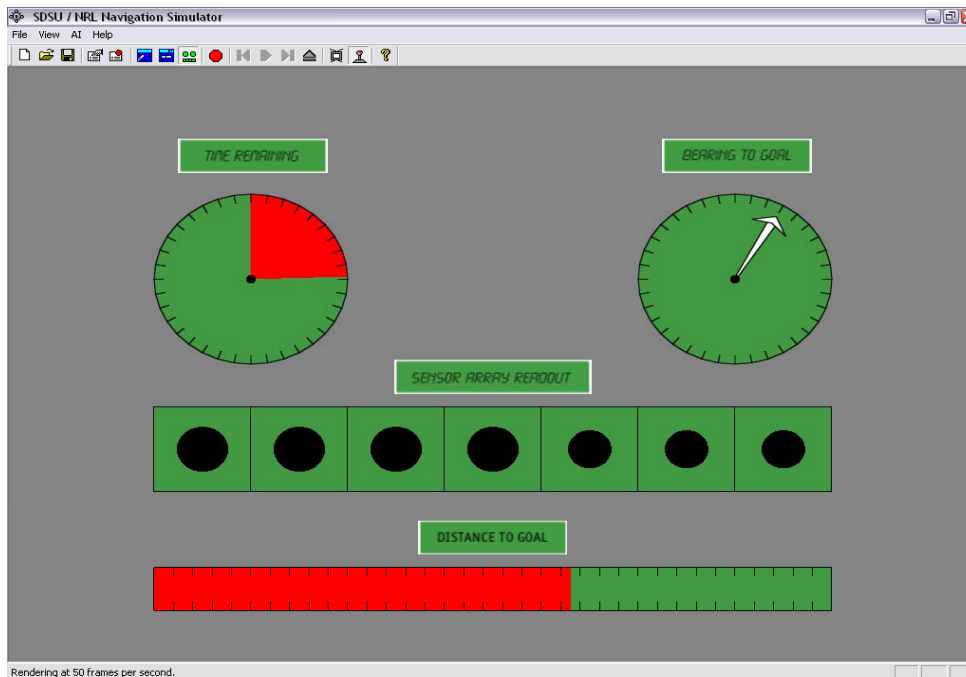 SDSU / NRL Navigation Simulator
File View AI Help
TIME REMAINING
BEARING TO GOAL
SENSOR ARRAY READOUT
DISTANCE TO GOAL
Rendering at 50 frames per second.